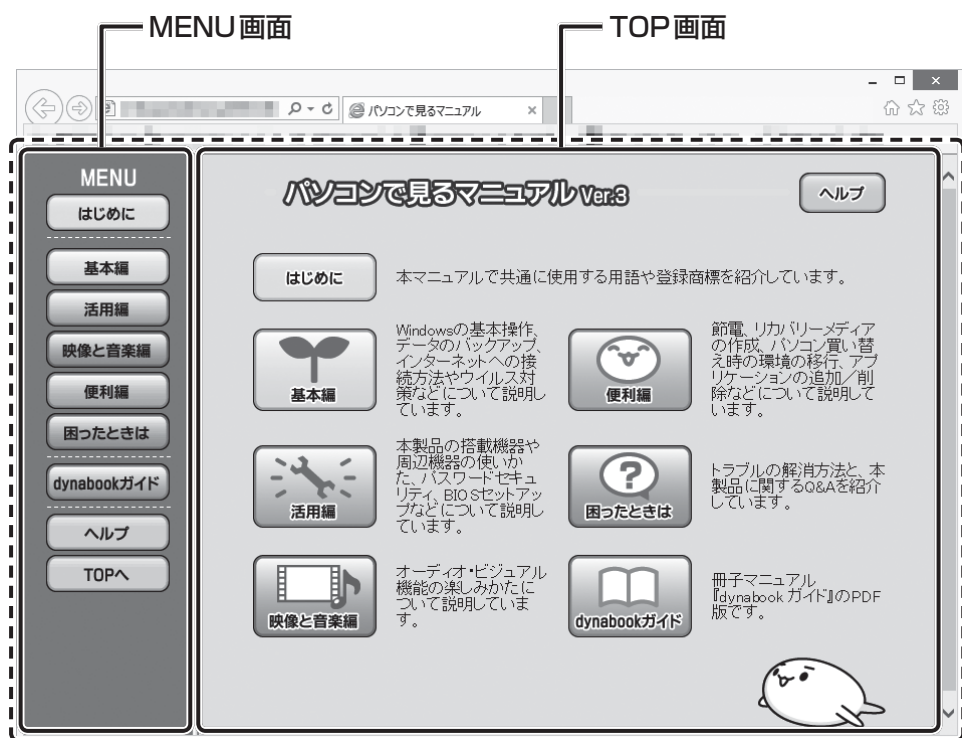 MENU画面
TOP画面
パソコンで見るマニュアル
MENU
はじめに
基本編
活用編
映像と音楽編
便利編
困ったときは
dynabookガイド
ヘルプ
TOPへ
パソコンで見るマニュアル Ver.3
ヘルプ
はじめに
本マニュアルで共通に使用する用語や登録商標を紹介しています。
基本編
Windowsの基本操作、
データのバックアップ、
インターネットへの接
続方法やウイルス対
策などについて説明し
ています。
便利編
節電、リカバリーメディア
の作成、パソコン買い替
え時の環境の移行、アプ
リケーションの追加／削
除などについて説明して
います。
活用編
本製品の搭載機器や
周辺機器の使いか
た、パスワードセキュ
リティ、BIOSセットアッ
プなどについて説明し
ています。
困ったときは
トラブルの解消方法と、本
製品に関するQ&Aを紹介
しています。
映像と音楽編
オーディオ・ビジュアル
機能の楽しみかたに
ついて説明していま
す。
dynabookガイド
冊子マニュアル
『dynabook ガイド』のPDF
版です。